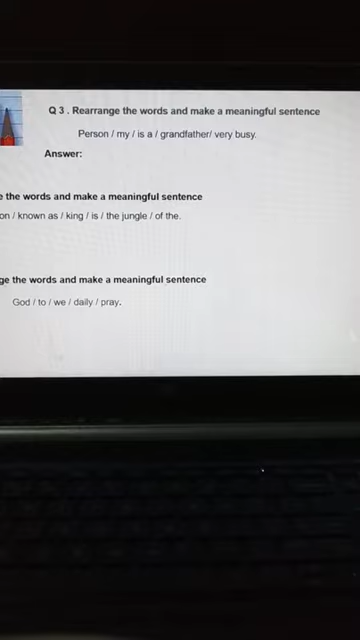 Q 3 . Rearrange the words and make a meaningful sentence
Person / my / is a / grandfather/ very busy.
Answer:
the words and make a meaningful sentence
/ known as / king / is / the jungle / of the.
the words and make a meaningful sentence
God / to / we / daily / pray.